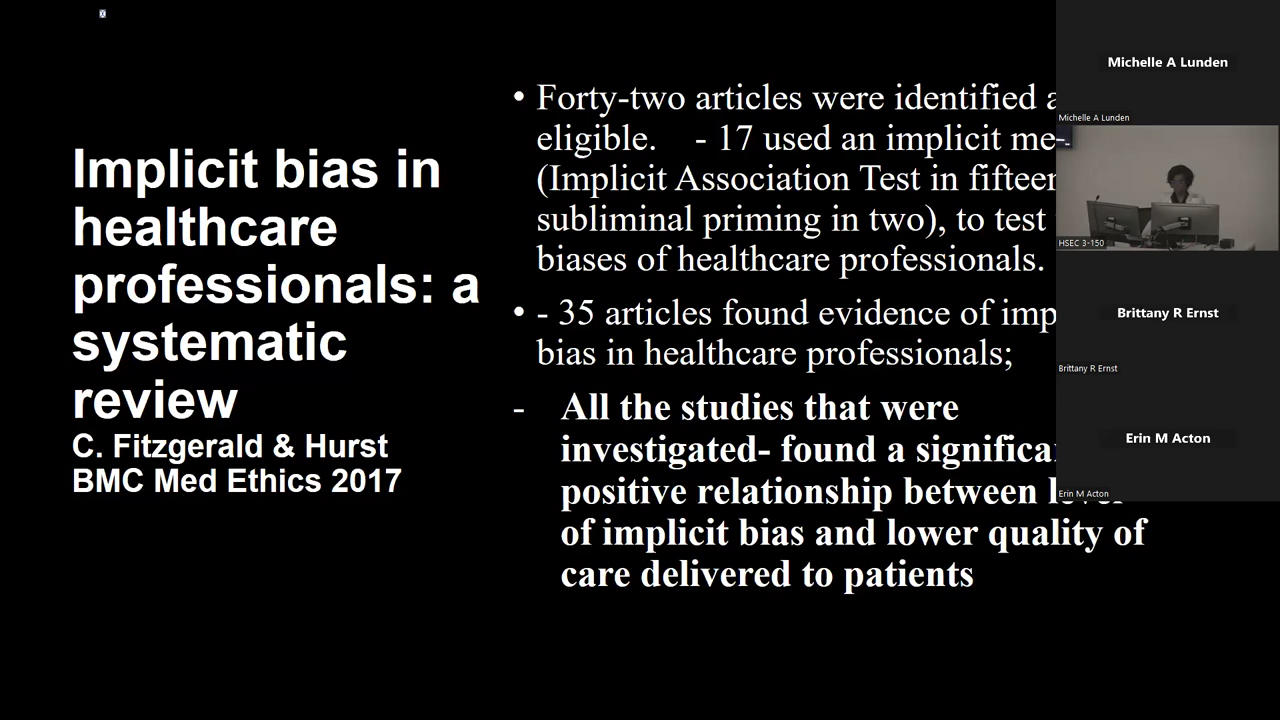 Implicit bias in
healthcare
professionals: a
systematic
review
C. Fitzgerald & Hurst
BMC Med Ethics 2017
• Forty-two articles were identified
eligible. - 17 used an implicit
(Implicit Association Test in
subliminal priming in two), to test
biases of healthcare professionals.
• - 35 articles found evidence of
bias in healthcare professionals;
- All the studies that were
investigated- found a
positive relationship between
of implicit bias and lower quality of
care delivered to patients
Michelle A Lunden
Michelle A Lunden
HSEC 3-150
Brittany R Ernst
Brittany R Ernst
Erin M Acton
Erin M Acton